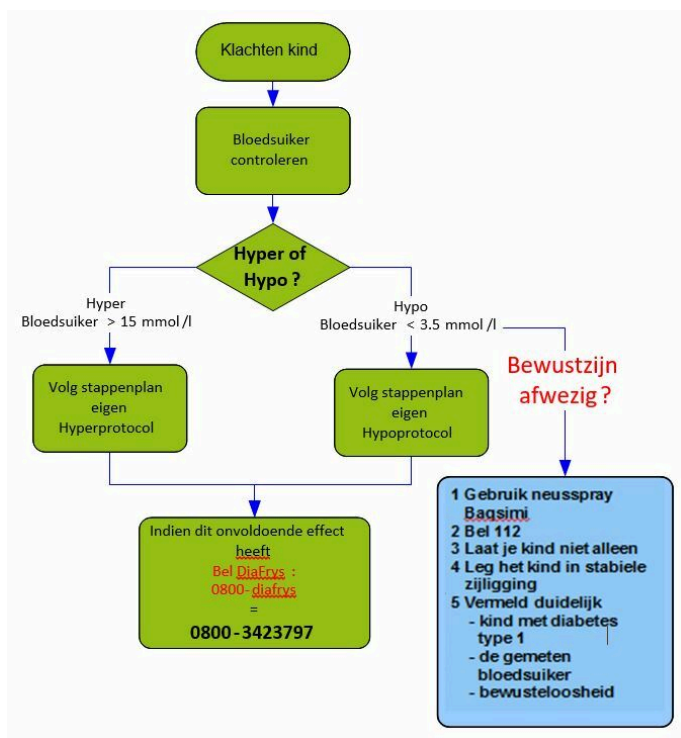 Klachten kind
Bloedsuiker
controleren
Hyper of
Hypo ?
Hyper
Bloedsuiker > 15 mmol /l
Hypo
Bloedsuiker < 3.5 mmol /l
Bewustzijn
afwezig ?
Volg stappenplan
eigen
Hyperprotocol
Volg stappenplan
eigen
Hypoprotocol
1 Gebruik neusspray
Baqsimi
2 Bel 112
3 Laat je kind niet alleen
4 Leg het kind in stabiele
zijligging
5 Vermeld duidelijk
- kind met diabetes
type 1
- de gemeten
bloedsuiker
- bewusteloosheid
Indien dit onvoldoende effect
heeft
Bel DiaFrys :
0800- diafrys
=
0800-3423797